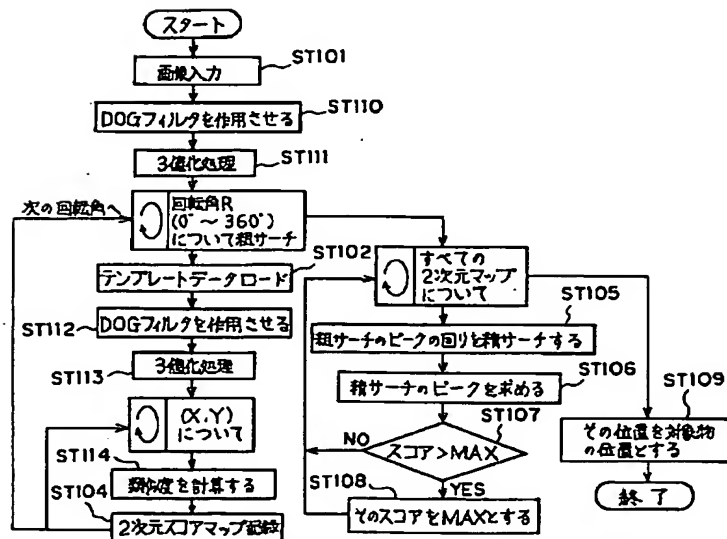 スタート
ST101
画像入力
ST110
DOGフィルタを作用させる
ST111
3値化処理
次の回転角へ
回転角R
(0°～360°)
について粗サーチ
ST102
テンプレートデータロード
ST112
DOGフィルタを作用させる
ST113
3値化処理
(X,Y)
について
ST114
類似度を計算する
ST104
2次元スコアマップ記録
すべての
2次元マップ
について
ST105
粗サーチのピークの回りを積サーチする
ST106
積サーチのピークを求める
ST107
スコア>MAX
NO
YES
ST108
そのスコアをMAXとする
ST109
その位置を対象物
の位置とする
終了